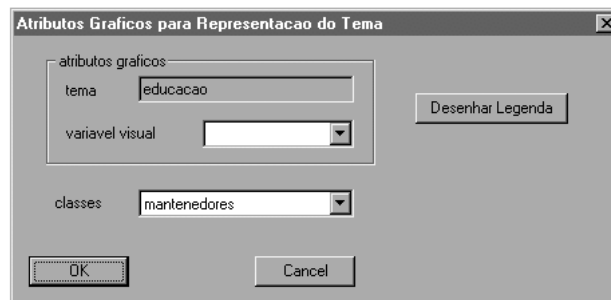 Atributos Graficos para Representacao do Tema
atributos graficos
tema educacao
Desenhar Legenda
variavel visual
classes mantenedores
OK Cancel